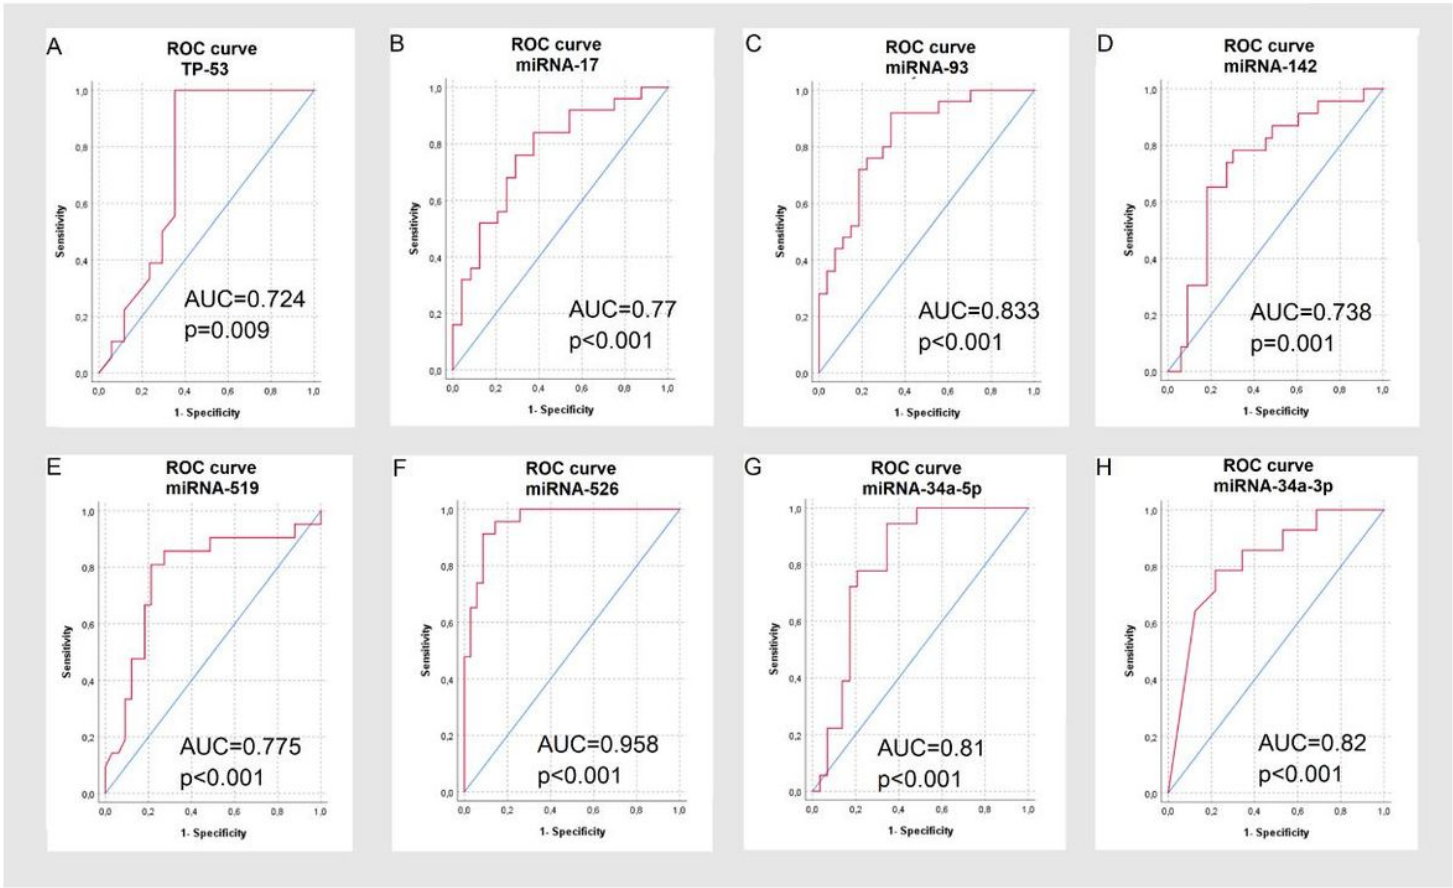 A
ROC curve
TP-53
1,0
0,8
0,6
0,4
0,2
0,0
Sensitivity
AUC=0.724
p=0.009
0,0 0,2 0,4 0,6 0,8 1,0
1- Specificity
B
ROC curve
miRNA-17
1,0
0,8
0,6
0,4
0,2
0,0
Sensitivity
AUC=0.77
p<0.001
0,0 0,2 0,4 0,6 0,8 1,0
1- Specificity
C
ROC curve
miRNA-93
1,0
0,8
0,6
0,4
0,2
0,0
Sensitivity
AUC=0.833
p<0.001
0,0 0,2 0,4 0,6 0,8 1,0
1- Specificity
D
ROC curve
miRNA-142
1,0
0,8
0,6
0,4
0,2
0,0
Sensitivity
AUC=0.738
p=0.001
0,0 0,2 0,4 0,6 0,8 1,0
1- Specificity
E
ROC curve
miRNA-519
1,0
0,8
0,6
0,4
0,2
0,0
Sensitivity
AUC=0.775
p<0.001
0,0 0,2 0,4 0,6 0,8 1,0
1- Specificity
F
ROC curve
miRNA-526
1,0
0,8
0,6
0,4
0,2
0,0
Sensitivity
AUC=0.958
p<0.001
0,0 0,2 0,4 0,6 0,8 1,0
1- Specificity
G
ROC curve
miRNA-34a-5p
1,0
0,8
0,6
0,4
0,2
0,0
Sensitivity
AUC=0.81
p<0.001
0,0 0,2 0,4 0,6 0,8 1,0
1- Specificity
H
ROC curve
miRNA-34a-3p
1,0
0,8
0,6
0,4
0,2
0,0
Sensitivity
AUC=0.82
p<0.001
0,0 0,2 0,4 0,6 0,8 1,0
1- Specificity